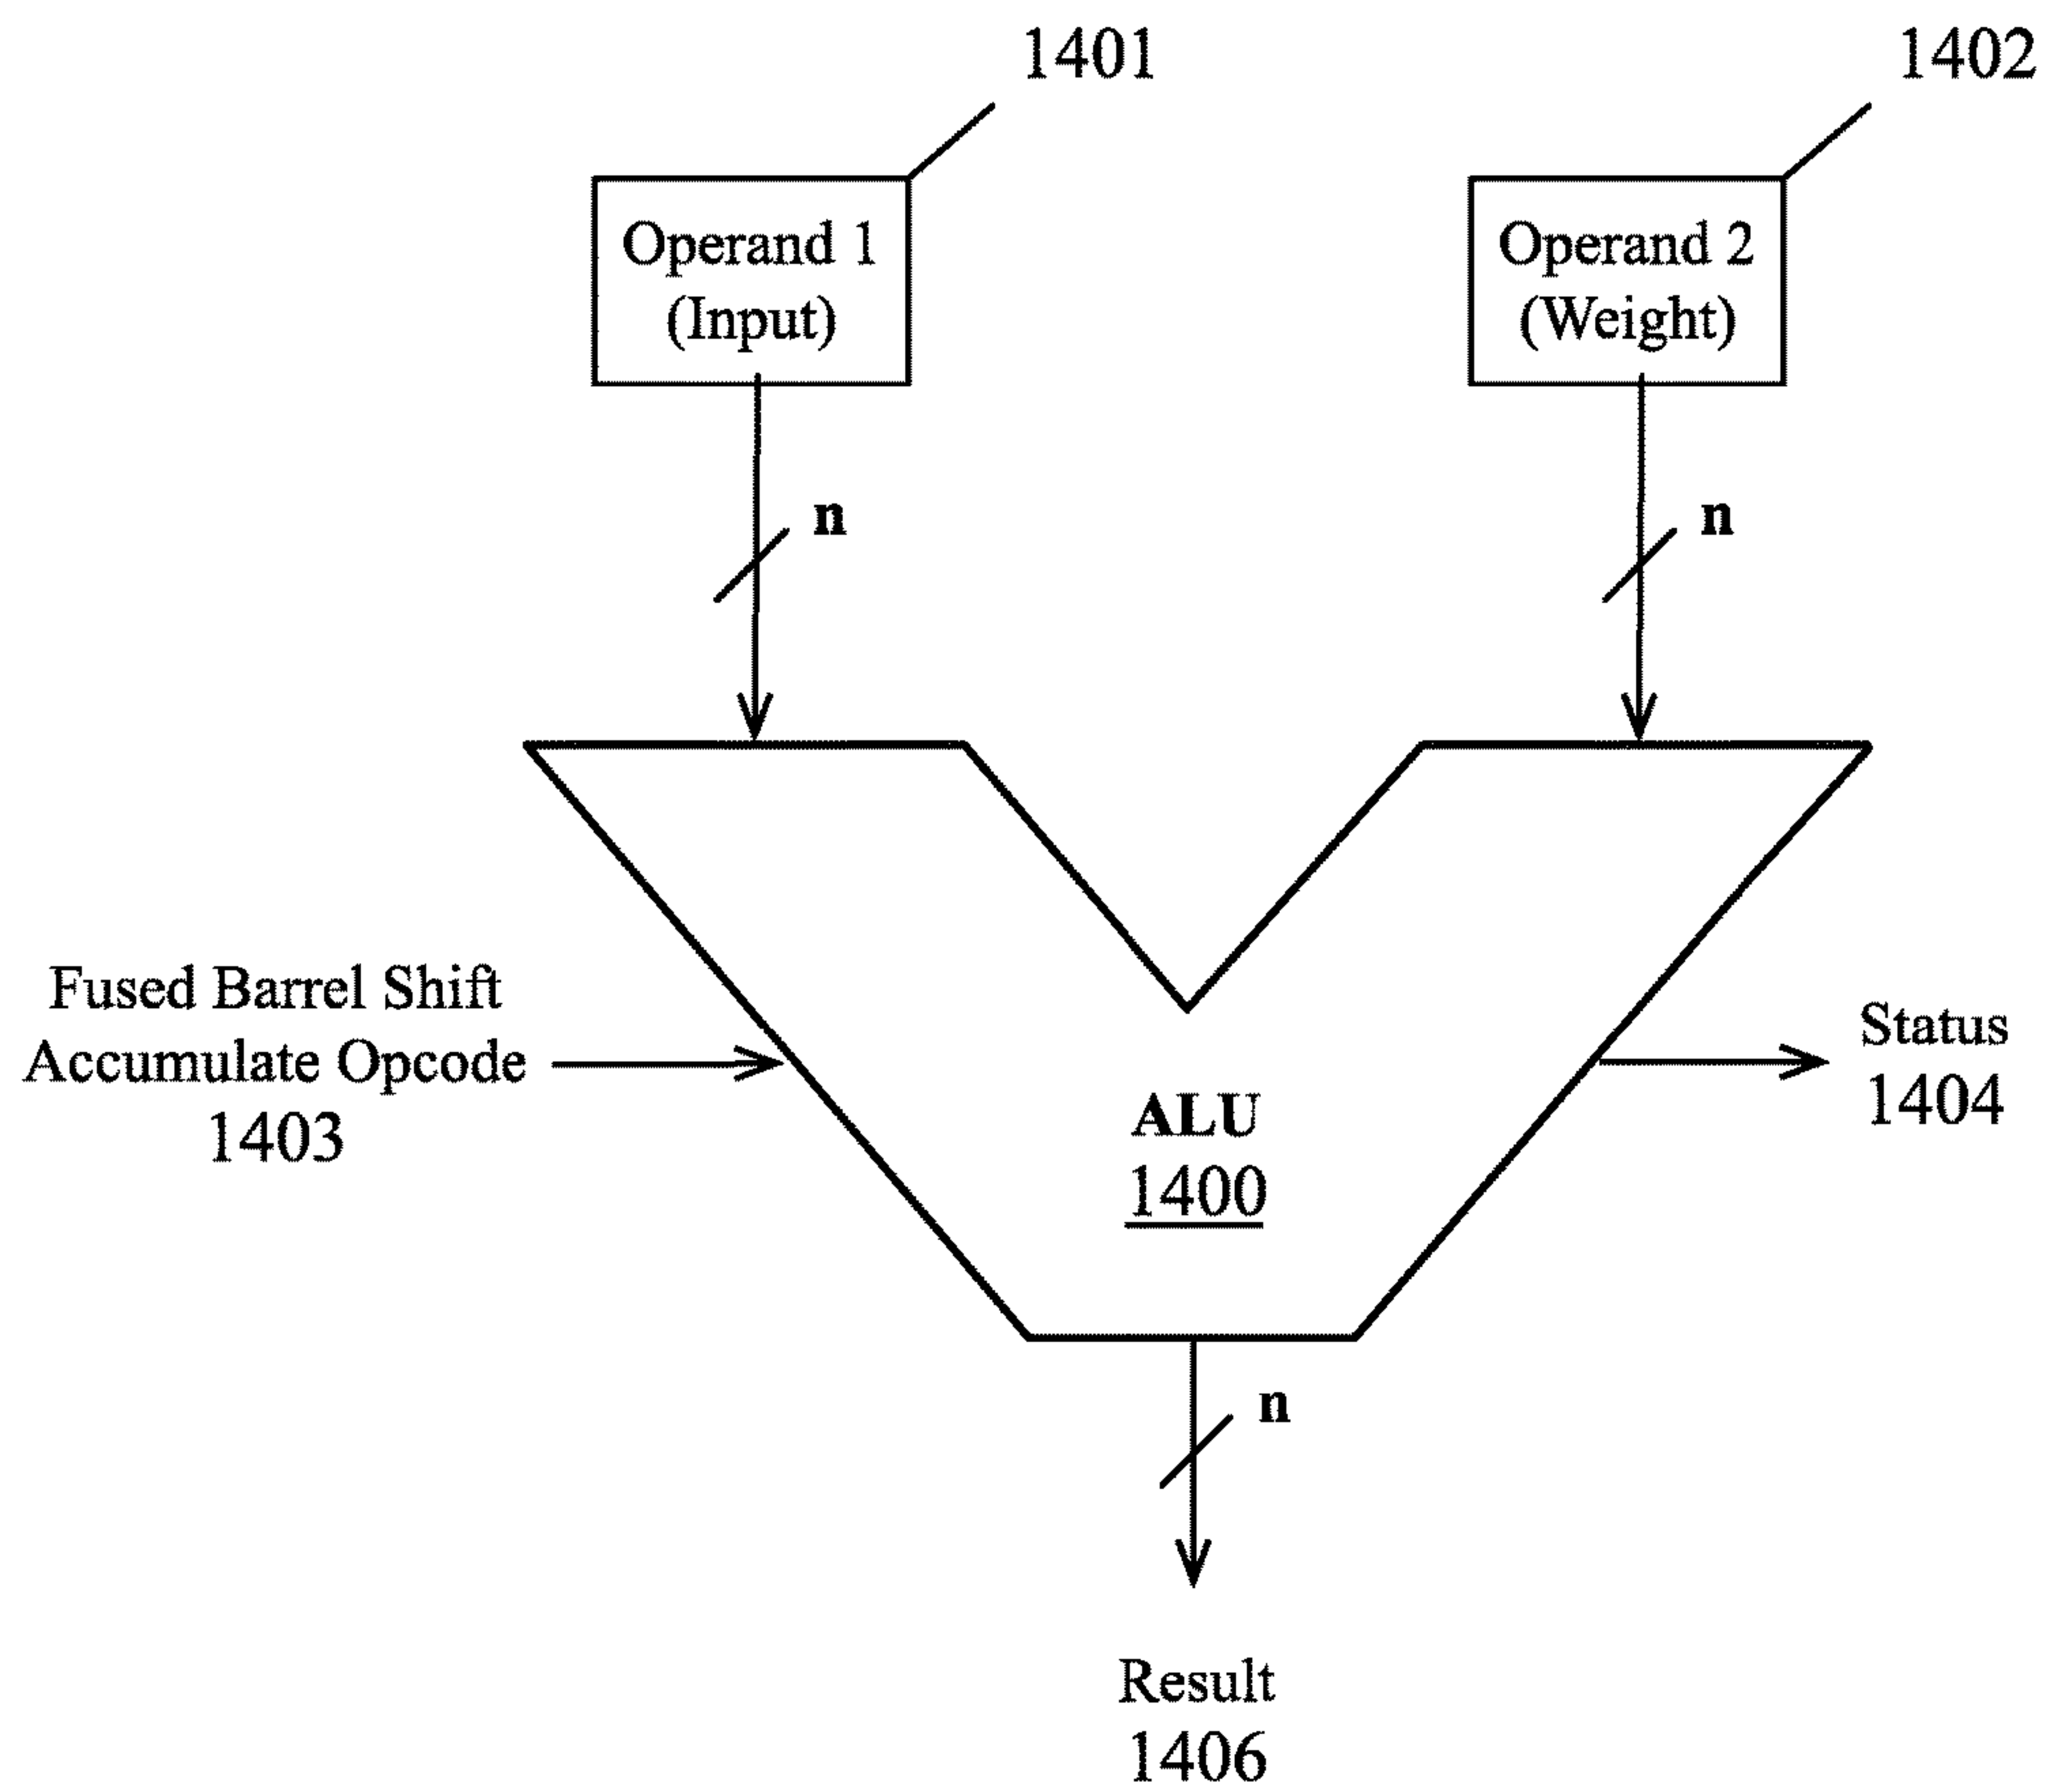 1401
1402
Operand 1
(Input)
Operand 2
(Weight)
n
n
Fused Barrel Shift
Accumulate Opcode
1403
Status
1404
ALU
1400
n
Result
1406